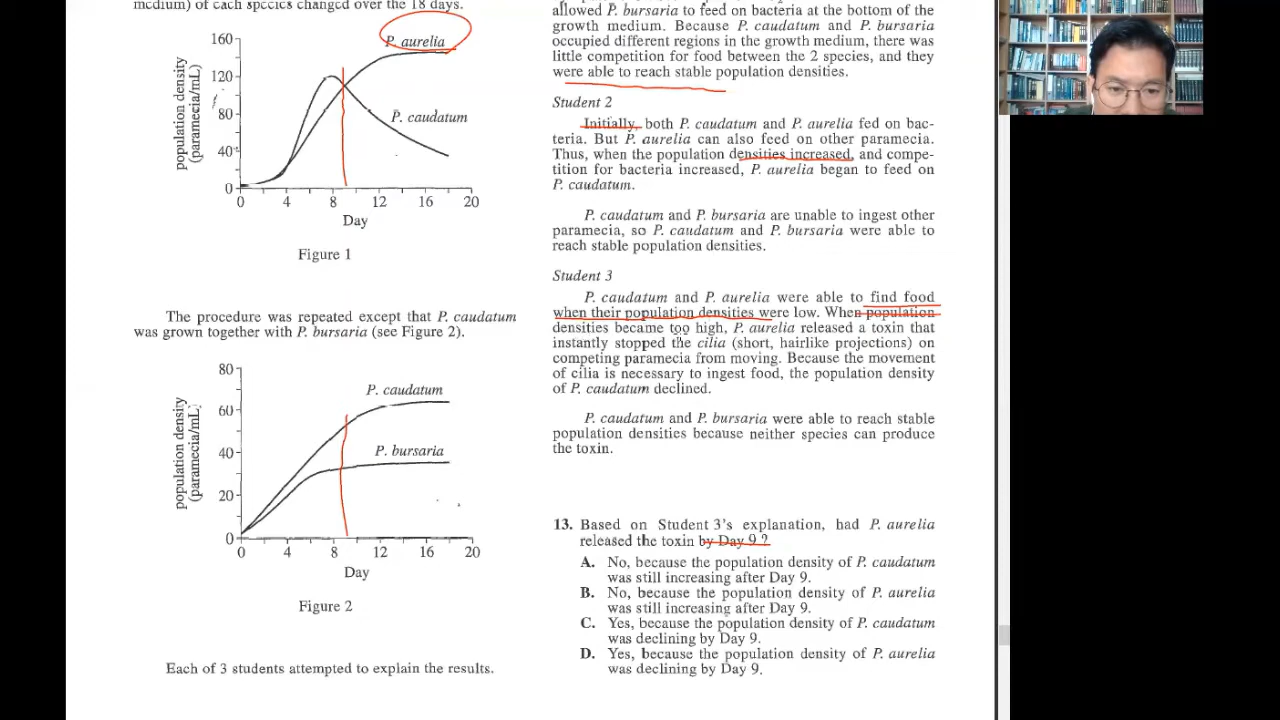 medium) of each species changed over the 18 days.
160
120
80
40
0
population density
(paramecia/mL)
P. aurelia
P. caudatum
0 4 8 12 16 20
Day
Figure 1
The procedure was repeated except that P. caudatum
was grown together with P. bursaria (see Figure 2).
80
60
40
20
0
population density
(paramecia/mL)
P. caudatum
P. bursaria
0 4 8 12 16 20
Day
Figure 2
Each of 3 students attempted to explain the results.
allowed P. bursaria to feed on bacteria at the bottom of the
growth medium. Because P. caudatum and P. bursaria
occupied different regions in the growth medium, there was
little competition for food between the 2 species, and they
were able to reach stable population densities.
Student 2
Initially, both P. caudatum and P. aurelia fed on bac-
teria. But P. aurelia can also feed on other paramecia.
Thus, when the population densities increased, and compe-
tition for bacteria increased, P. aurelia began to feed on
P. caudatum.
P. caudatum and P. bursaria are unable to ingest other
paramecia, so P. caudatum and P. bursaria were able to
reach stable population densities.
Student 3
P. caudatum and P. aurelia were able to find food
when their population densities were low. When population
densities became too high, P. aurelia released a toxin that
instantly stopped the cilia (short, hairlike projections) on
competing paramecia from moving. Because the movement
of cilia is necessary to ingest food, the population density
of P. caudatum declined.
P. caudatum and P. bursaria were able to reach stable
population densities because neither species can produce
the toxin.
13. Based on Student 3's explanation, had P. aurelia
released the toxin by Day 9 ?
A. No, because the population density of P. caudatum
was still increasing after Day 9.
B. No, because the population density of P. aurelia
was still increasing after Day 9.
C. Yes, because the population density of P. caudatum
was declining by Day 9.
D. Yes, because the population density of P. aurelia
was declining by Day 9.